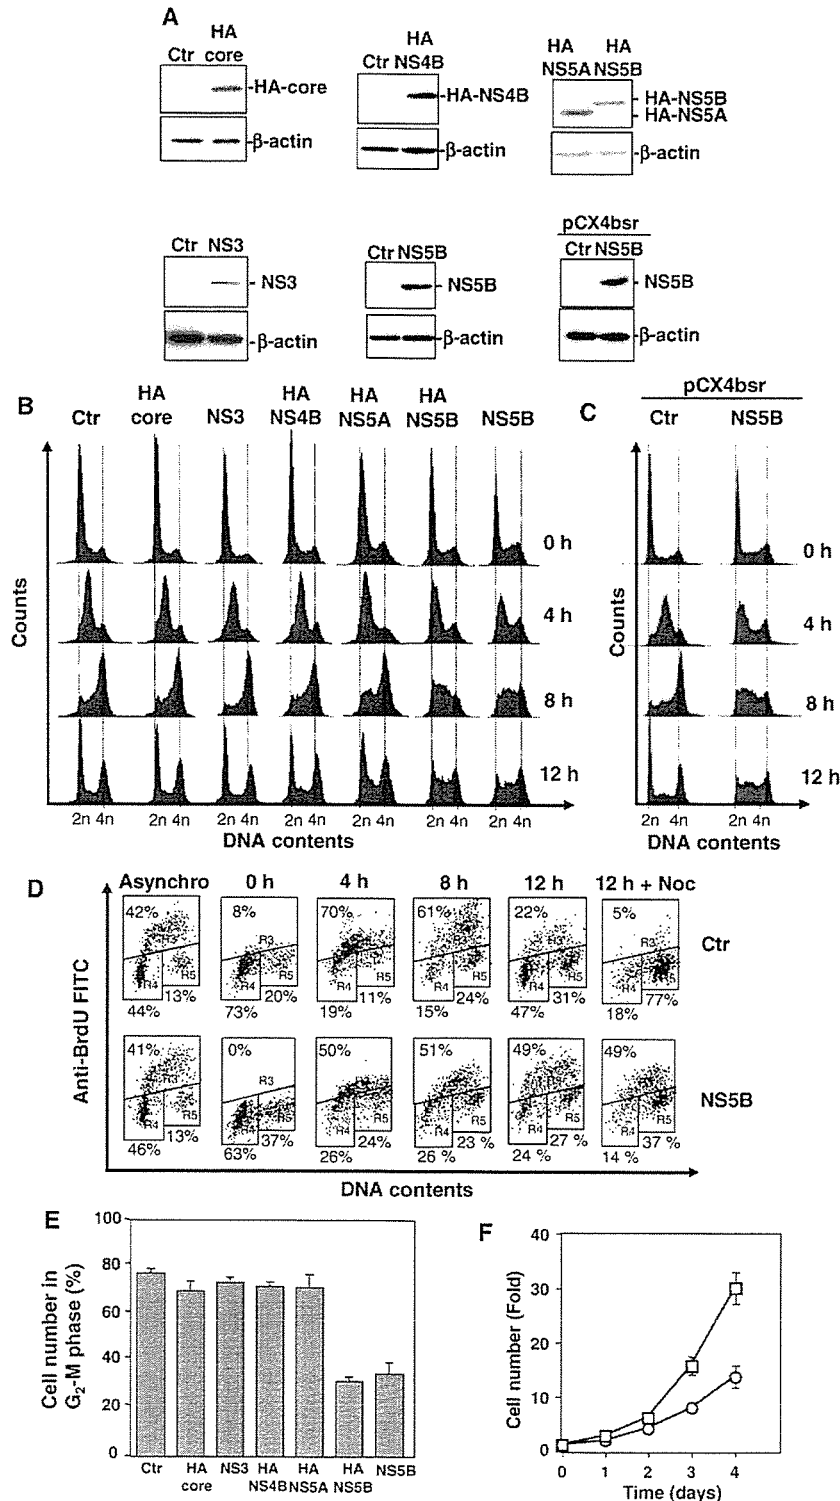 A
Ctr HA core
HA-core
β-actin
Ctr HA NS4B
HA-NS4B
β-actin
HA NS5A HA NS5B
HA-NS5B
HA-NS5A
β-actin
Ctr NS3
NS3
β-actin
Ctr NS5B
NS5B
β-actin
pCX4bsr
Ctr NS5B
NS5B
β-actin
B
Ctr HA core NS3 HA NS4B HA NS5A HA NS5B NS5B
Counts
0 h
4 h
8 h
12 h
2n 4n 2n 4n 2n 4n 2n 4n 2n 4n 2n 4n 2n 4n
DNA contents
C
pCX4bsr
Ctr NS5B
Counts
0 h
4 h
8 h
12 h
2n 4n 2n 4n
DNA contents
D
Asynchro 0 h 4 h 8 h 12 h 12 h + Noc
Anti-BrdU FITC
42% 8% 70% 61% 22% 5%
R3 R3 R3 R3 R3 R3
R4 R5 R4 R5 R4 R5 R4 R5 R4 R5 R4 R5
13% 20% 11% 24% 31% 77%
44% 73% 19% 15% 47% 18%
Ctr
41% 0% 50% 51% 49% 49%
R3 R3 R3 R3 R3 R3
R4 R5 R4 R5 R4 R5 R4 R5 R4 R5 R4 R5
13% 37% 24% 23 % 27 % 37 %
46% 63% 26% 26 % 24 % 14 %
NS5B
DNA contents
E
Cell number in
G2-M phase (%)
100
80
60
40
20
0
Ctr HA core NS3 HA NS4B HA NS5A HA NS5B NS5B
F
Cell number (Fold)
40
30
20
10
0
0 1 2 3 4
Time (days)